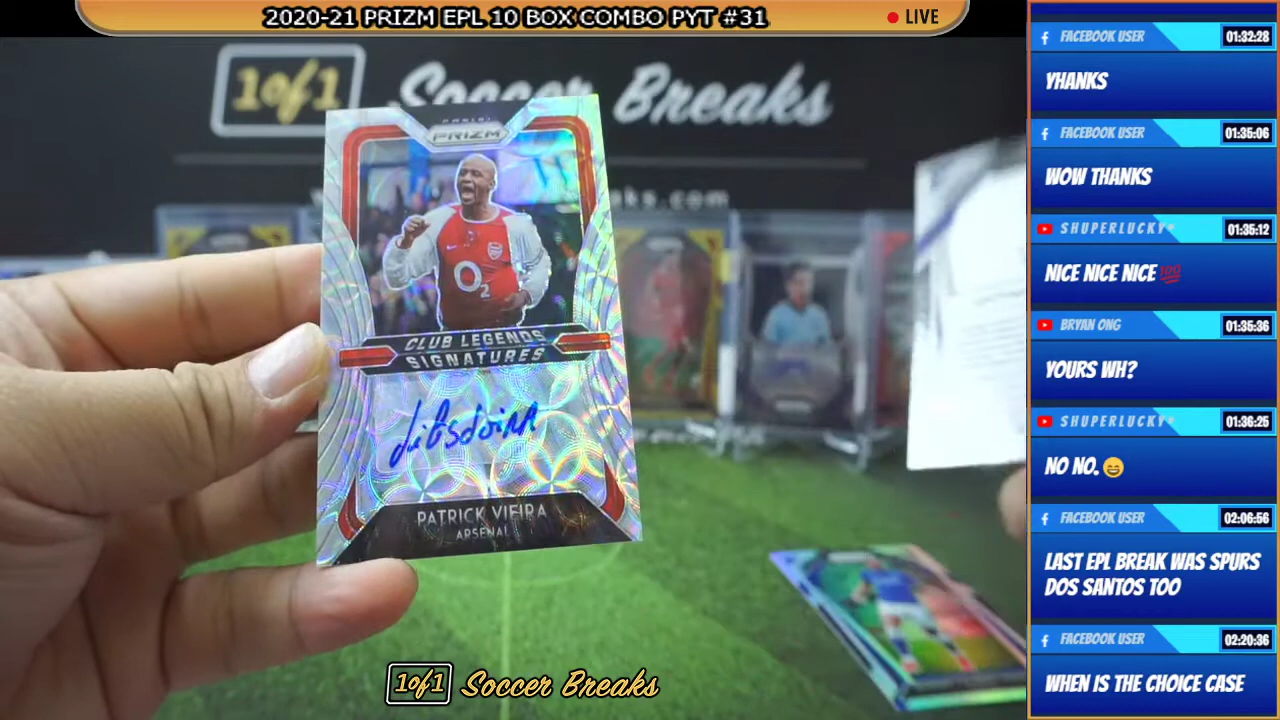 2020-21 PRIZM EPL 10 BOX COMBO PYT #31
LIVE
1of1 Soccer Breaks
PANINI
PRIZM
O2
CLUB LEGENDS
SIGNATURES
PATRICK VIEIRA
ARSENAL
1of1 Soccer Breaks
FACEBOOK USER 01:32:28
YHANKS
FACEBOOK USER 01:35:06
WOW THANKS
SHUPERLUCKY 01:35:12
NICE NICE NICE 💯
BRYAN ONG 01:35:36
YOURS WH?
SHUPERLUCKY 01:36:25
NO NO. 😄
FACEBOOK USER 02:06:56
LAST EPL BREAK WAS SPURS
DOS SANTOS TOO
FACEBOOK USER 02:20:36
WHEN IS THE CHOICE CASE